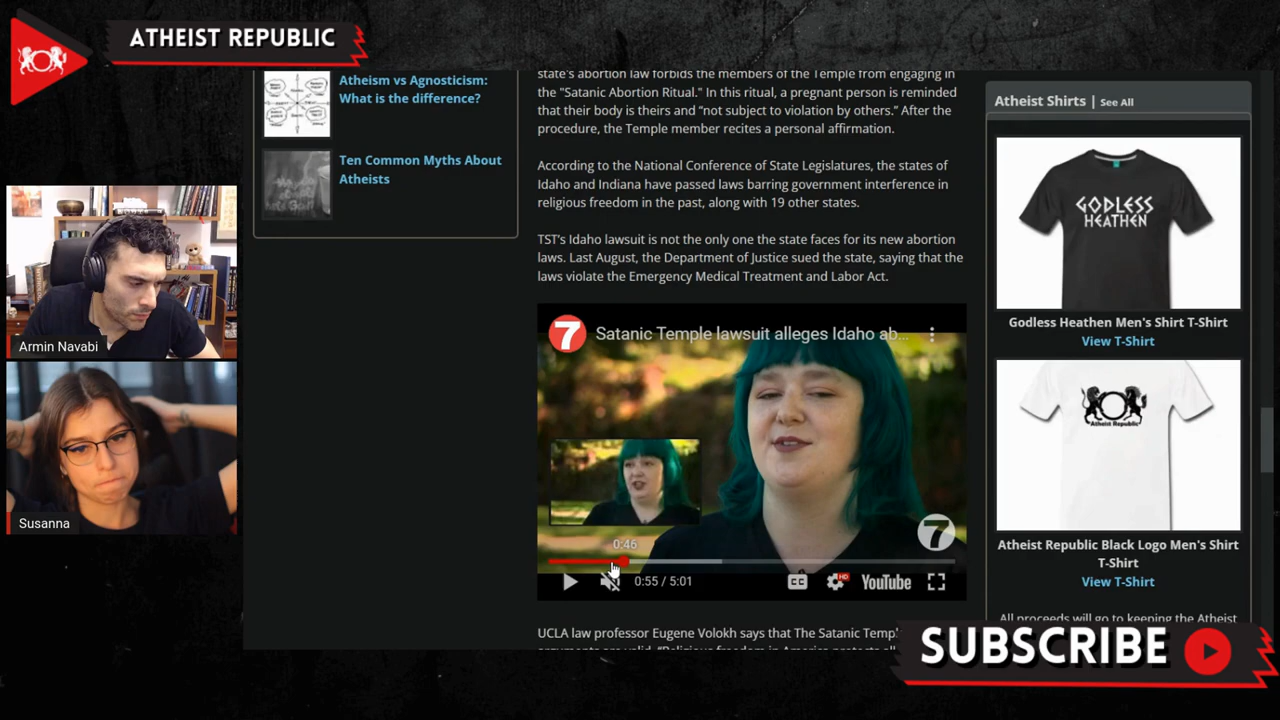 ATHEIST REPUBLIC
Atheism vs Agnosticism:
What is the difference?
Ten Common Myths About
Atheists
state's abortion law forbids the members of the Temple from engaging in
the “Satanic Abortion Ritual.” In this ritual, a pregnant person is reminded
that their body is theirs and “not subject to violation by others.” After the
procedure, the Temple member recites a personal affirmation.
According to the National Conference of State Legislatures, the states of
Idaho and Indiana have passed laws barring government interference in
religious freedom in the past, along with 19 other states.
TST’s Idaho lawsuit is not the only one the state faces for its new abortion
laws. Last August, the Department of Justice sued the state, saying that the
laws violate the Emergency Medical Treatment and Labor Act.
7
Satanic Temple lawsuit alleges Idaho ab...
7
0:46
0:55 / 5:01
CC
HD
YouTube
UCLA law professor Eugene Volokh says that The Satanic
Atheist Shirts | See All
GODLESS
HEATHEN
Godless Heathen Men's Shirt T-Shirt
View T-Shirt
Atheist Republic
Atheist Republic Black Logo Men's Shirt
T-Shirt
View T-Shirt
All proceeds will go to keeping the Atheist
Armin Navabi
Susanna
SUBSCRIBE